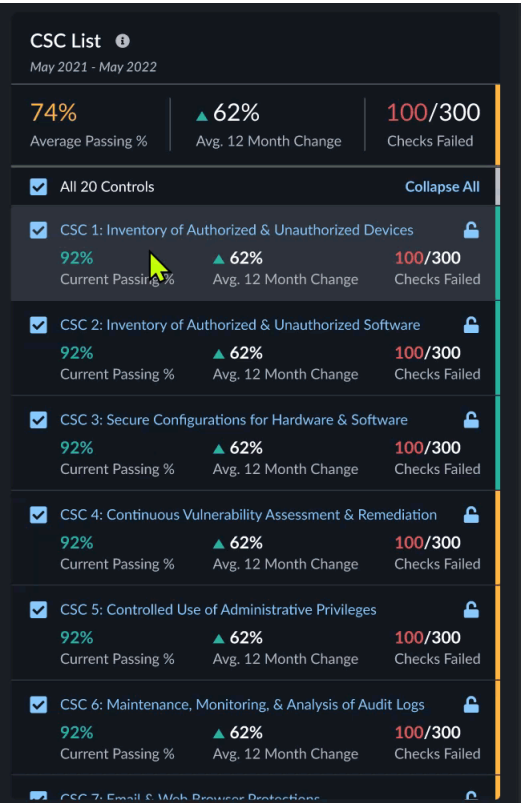 CSC List
May 2021 - May 2022
74% 62% 100/300
Average Passing % Avg. 12 Month Change Checks Failed
All 20 Controls Collapse All
CSC 1: Inventory of Authorized & Unauthorized Devices
92% 62% 100/300
Current Passing % Avg. 12 Month Change Checks Failed
CSC 2: Inventory of Authorized & Unauthorized Software
92% 62% 100/300
Current Passing % Avg. 12 Month Change Checks Failed
CSC 3: Secure Configurations for Hardware & Software
92% 62% 100/300
Current Passing % Avg. 12 Month Change Checks Failed
CSC 4: Continuous Vulnerability Assessment & Remediation
92% 62% 100/300
Current Passing % Avg. 12 Month Change Checks Failed
CSC 5: Controlled Use of Administrative Privileges
92% 62% 100/300
Current Passing % Avg. 12 Month Change Checks Failed
CSC 6: Maintenance, Monitoring, & Analysis of Audit Logs
92% 62% 100/300
Current Passing % Avg. 12 Month Change Checks Failed
CSC 7: Email & Web Browser Protections